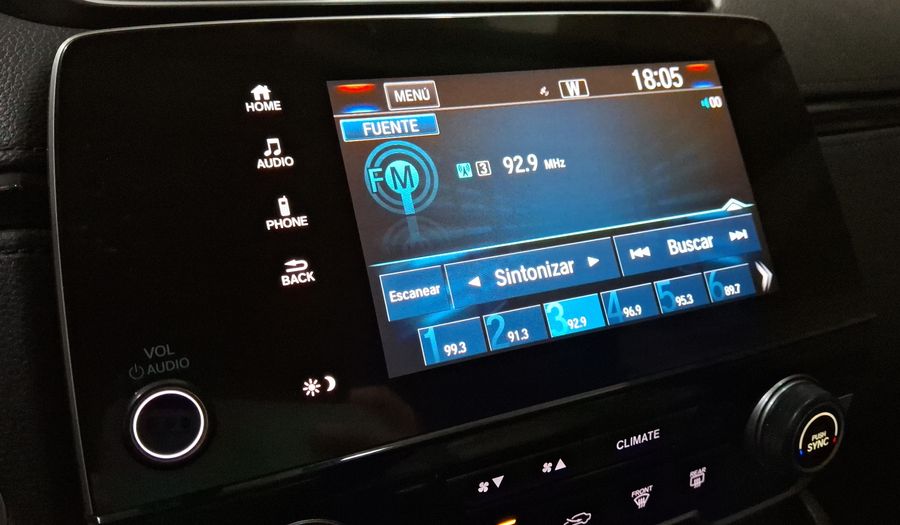 HOME
AUDIO
PHONE
BACK
VOL
AUDIO
MENÚ
W
18:05
00
FUENTE
FM
3 92.9 MHz
Escanear
Sintonizar
Buscar
1 99.3
2 91.3
3 92.9
4 96.9
5 95.3
6 89.7
CLIMATE
PUSH
SYNC
FRONT
REAR